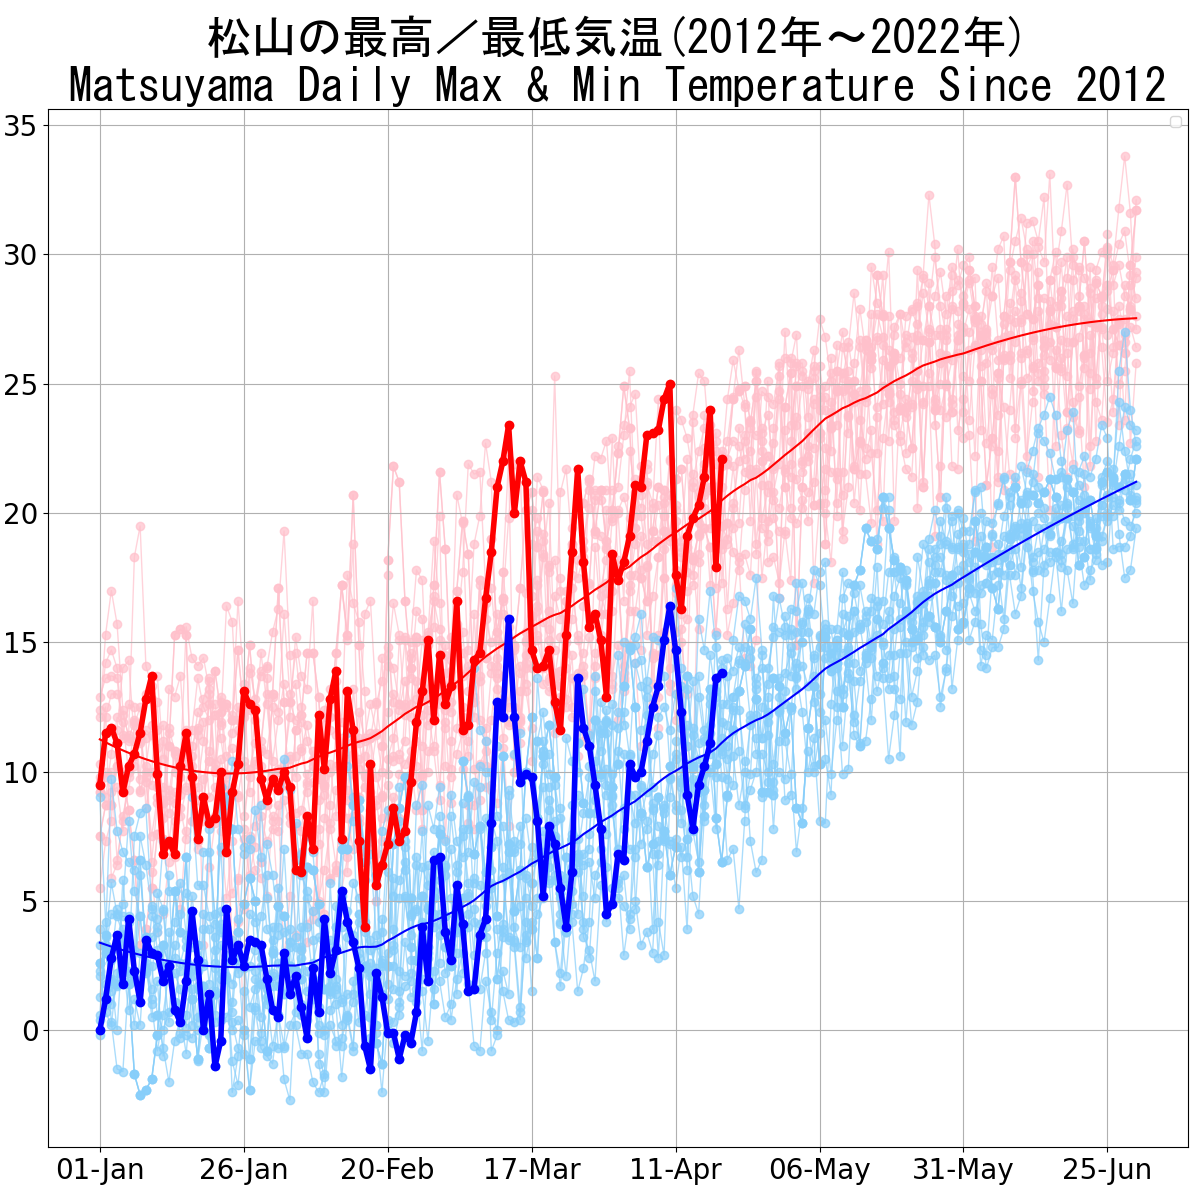 松山の最高／最低気温(2012年～2022年)
Matsuyama Daily Max & Min Temperature Since 2012
35
30
25
20
15
10
5
0
01-Jan 26-Jan 20-Feb 17-Mar 11-Apr 06-May 31-May 25-Jun